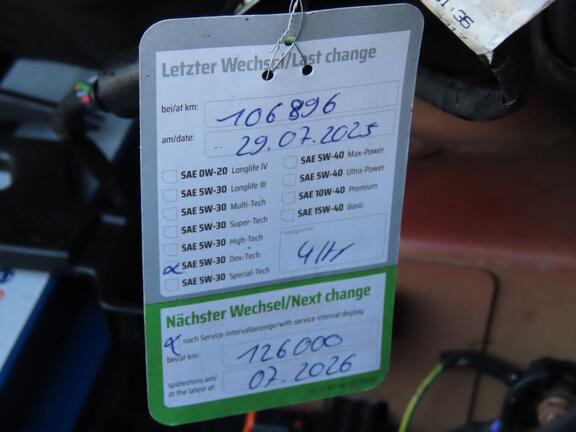 Letzter Wechsel/Last change
bei/at km: 106896
am/date: 29.07.2025
SAE 0W-20 Longlife IV
SAE 5W-30 Longlife III
SAE 5W-30 Multi-Tech
SAE 5W-30 Super-Tech
SAE 5W-30 High-Tech
SAE 5W-30 Dex-Tech
SAE 5W-30 Special-Tech
SAE 5W-40 Max-Power
SAE 5W-40 Ultra-Power
SAE 10W-40 Premium
SAE 15W-40 Basic
4 ltr
Nächster Wechsel/Next change
nach Service-Intervallanzeige/with service interval display
bei/at km: 126000
Spätestens am/
at the latest at: 07.2026